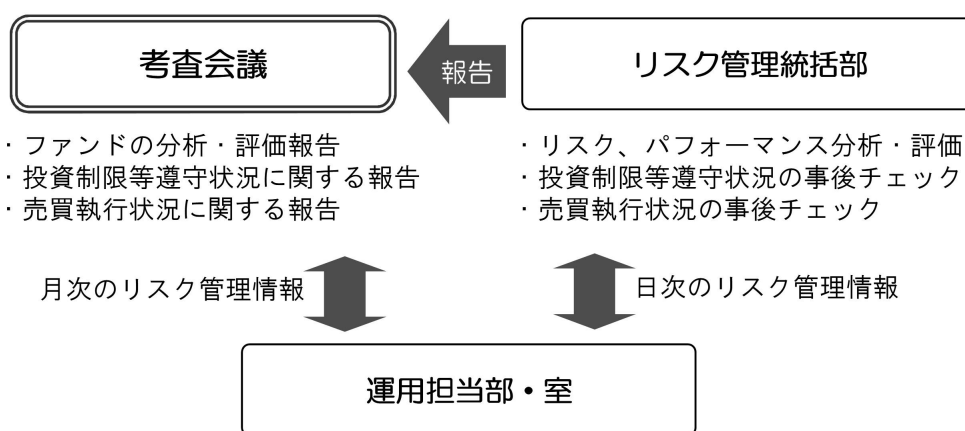 考査会議
報告
リスク管理統括部
・ファンドの分析・評価報告
・投資制限等遵守状況に関する報告
・売買執行状況に関する報告
・リスク、パフォーマンス分析・評価
・投資制限等遵守状況の事後チェック
・売買執行状況の事後チェック
月次のリスク管理情報
日次のリスク管理情報
運用担当部・室